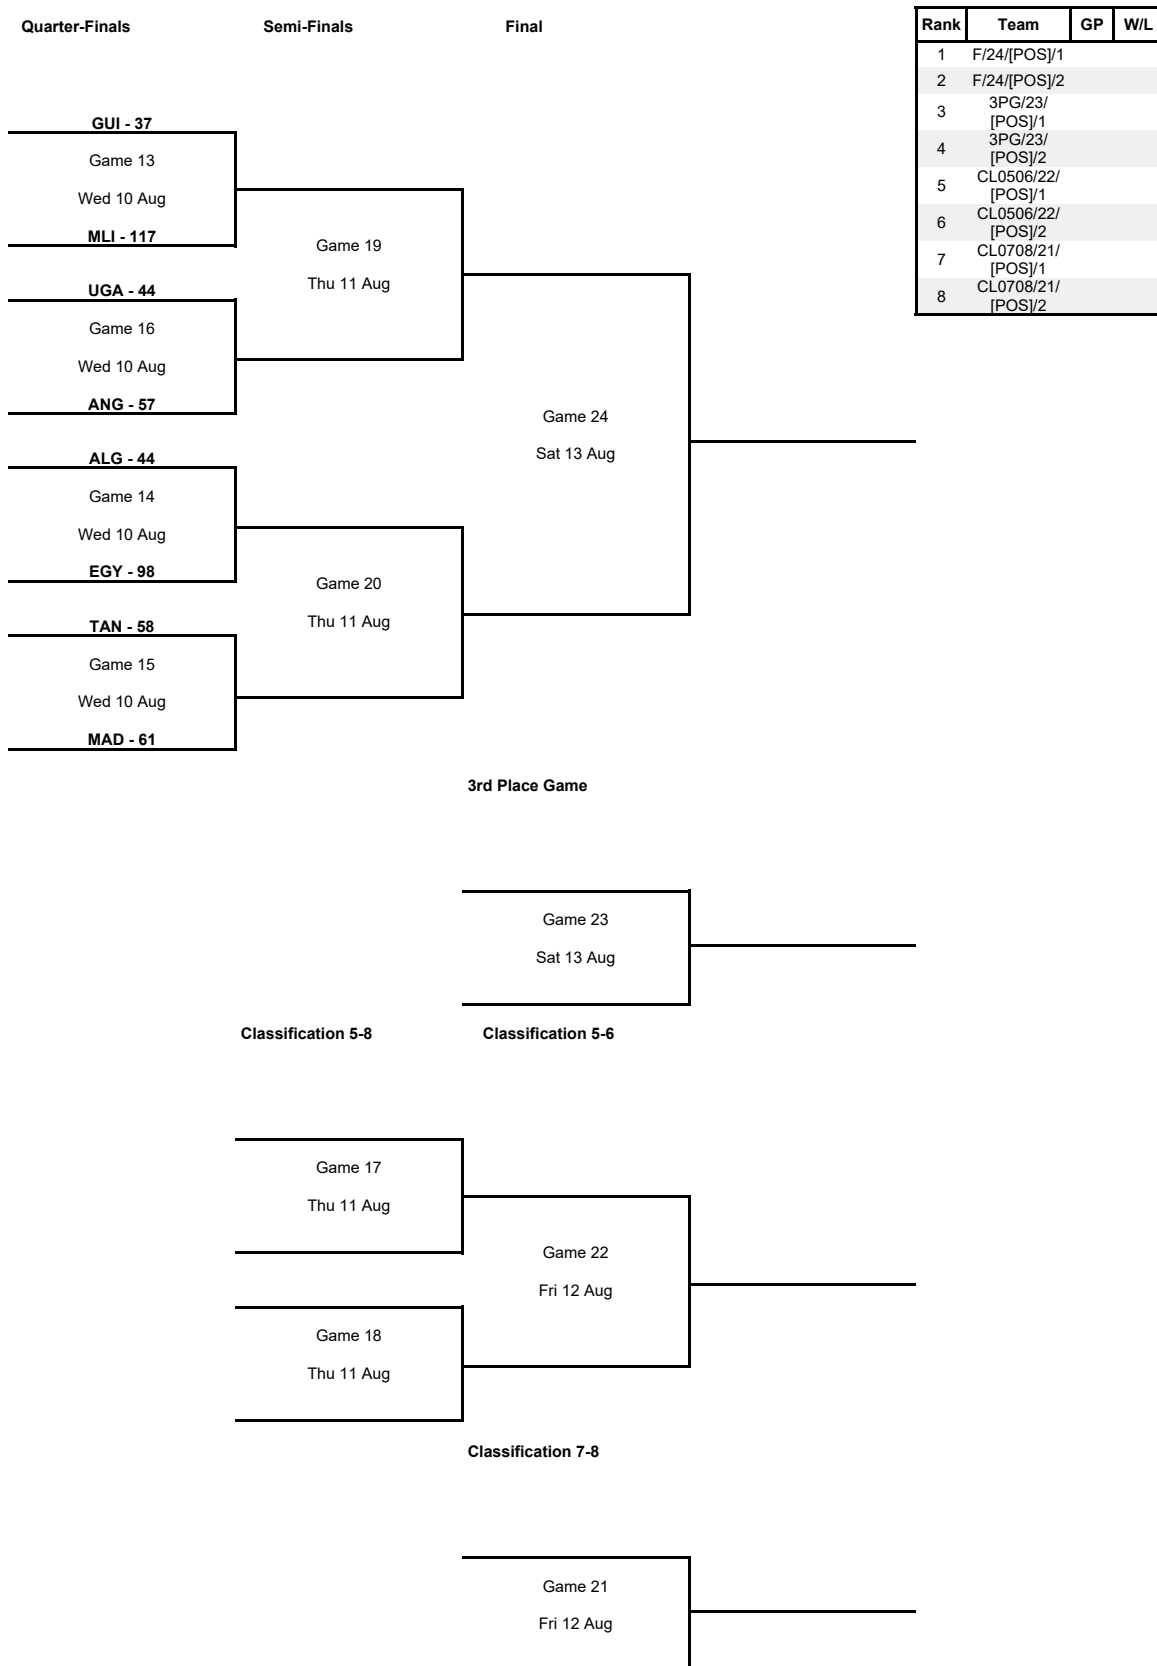 Quarter-Finals Semi-Finals Final
Rank Team GP W/L
1 F/24/[POS]/1
2 F/24/[POS]/2
3 3PG/23/
[POS]/1
4 3PG/23/
[POS]/2
5 CL0506/22/
[POS]/1
6 CL0506/22/
[POS]/2
7 CL0708/21/
[POS]/1
8 CL0708/21/
[POS]/2
GUI - 37
Game 13
Wed 10 Aug
MLI - 117
Game 19
Thu 11 Aug
UGA - 44
Game 16
Wed 10 Aug
ANG - 57
Game 24
Sat 13 Aug
ALG - 44
Game 14
Wed 10 Aug
EGY - 98
Game 20
Thu 11 Aug
TAN - 58
Game 15
Wed 10 Aug
MAD - 61
3rd Place Game
Game 23
Sat 13 Aug
Classification 5-8 Classification 5-6
Game 17
Thu 11 Aug
Game 22
Fri 12 Aug
Game 18
Thu 11 Aug
Classification 7-8
Game 21
Fri 12 Aug